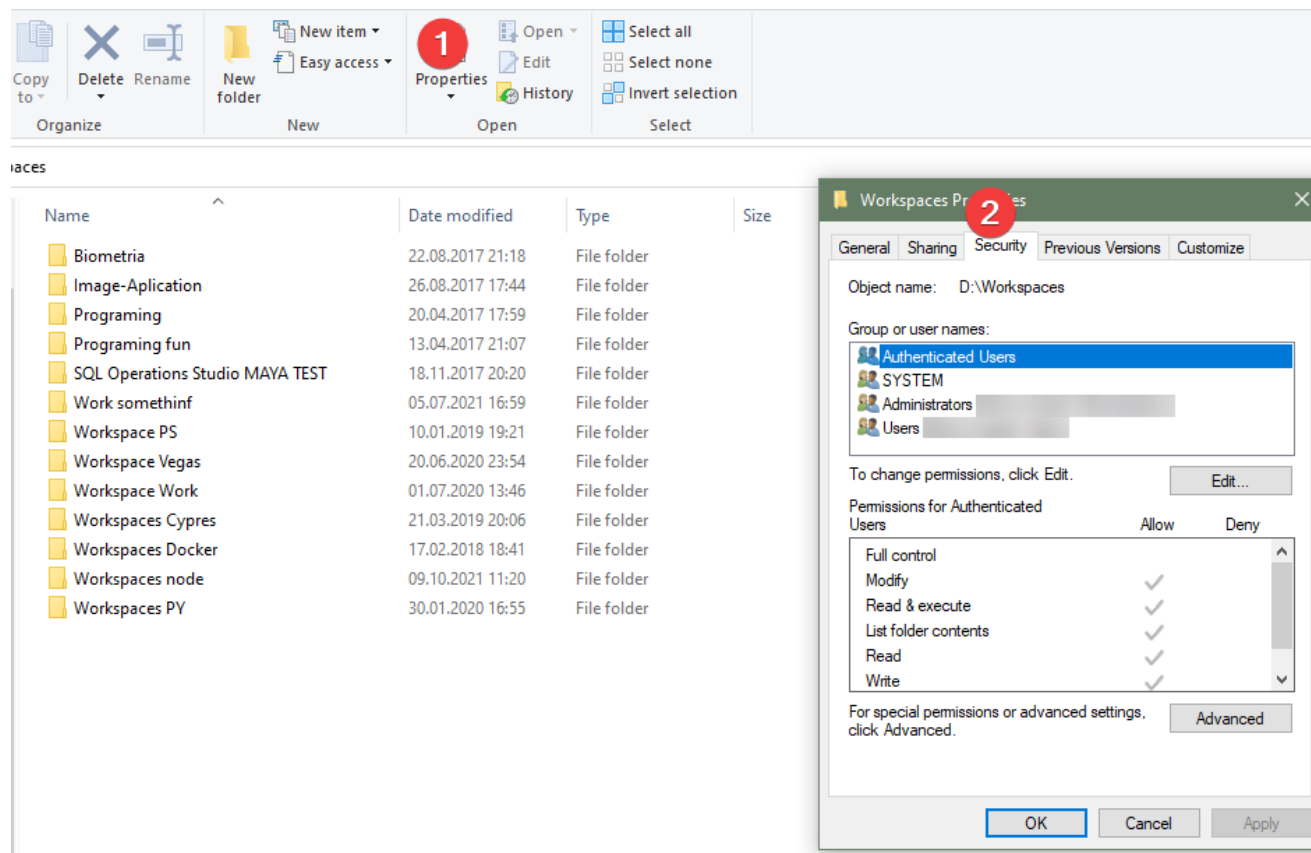 New item
Easy access
Copy to
Delete
Rename
New folder
1
Properties
Open
Edit
History
Select all
Select none
Invert selection
Organize
New
Open
Select
Name
Date modified
Type
Size
Biometria 22.08.2017 21:18 File folder
Image-Aplication 26.08.2017 17:44 File folder
Programing 20.04.2017 17:59 File folder
Programing fun 13.04.2017 21:07 File folder
SQL Operations Studio MAYA TEST 18.11.2017 20:20 File folder
Work somethinf 05.07.2021 16:59 File folder
Workspace PS 10.01.2019 19:21 File folder
Workspace Vegas 20.06.2020 23:54 File folder
Workspace Work 01.07.2020 13:46 File folder
Workspaces Cypres 21.03.2019 20:06 File folder
Workspaces Docker 17.02.2018 18:41 File folder
Workspaces node 09.10.2021 11:20 File folder
Workspaces PY 30.01.2020 16:55 File folder
Workspaces
2
General Sharing Security Previous Versions Customize
Object name: D:\Workspaces
Group or user names:
Authenticated Users
SYSTEM
Administrators
Users
To change permissions, click Edit.
Edit...
Permissions for Authenticated
Users Allow Deny
Full control
Modify
Read & execute
List folder contents
Read
Write
For special permissions or advanced settings,
click Advanced.
Advanced
OK Cancel Apply